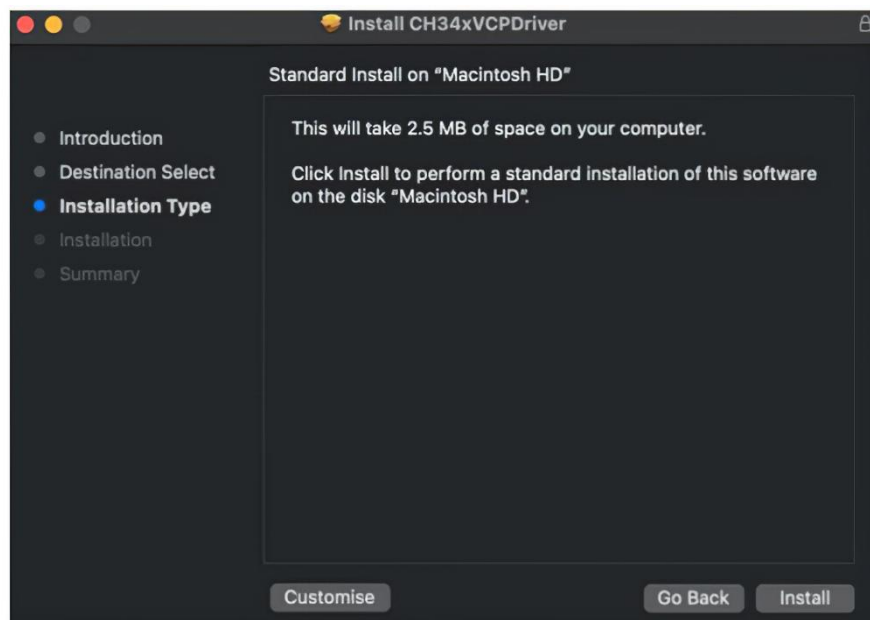 Install CH34xVCPDriver
Standard Install on "Macintosh HD"
Introduction
Destination Select
Installation Type
Installation
Summary
This will take 2.5 MB of space on your computer.
Click Install to perform a standard installation of this software
on the disk "Macintosh HD".
Customise
Go Back
Install